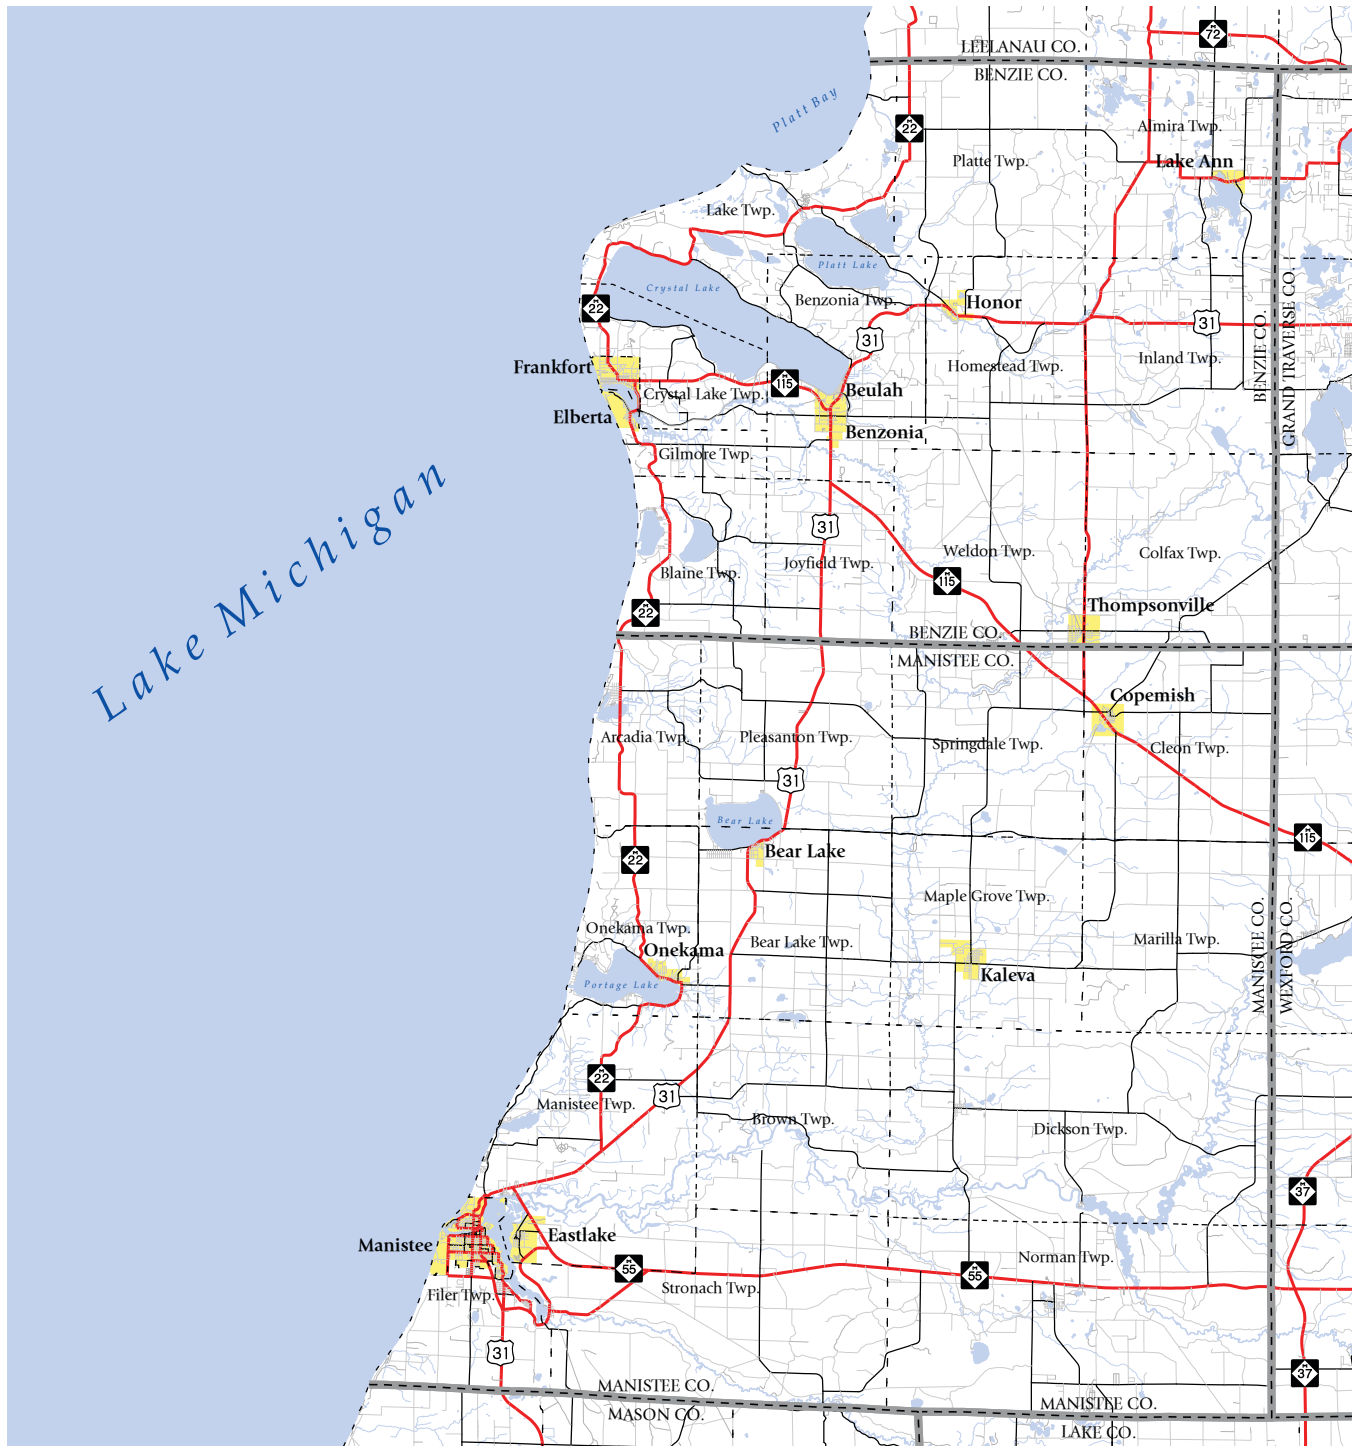 M
72
LEELANAU CO.
BENZIE CO.
Platt Bay
M
22
Almira Twp.
Platte Twp.
Lake Ann
Lake Twp.
Platt Lake
Crystal Lake
Benzonia Twp.
Honor
M
22
31
31
BENZIE CO.
GRAND TRAVERSE CO.
Inland Twp.
Homestead Twp.
Frankfort
M
115
Beulah
Crystal Lake Twp.
Elberta
Benzonia
Gilmore Twp.
Lake Michigan
31
Weldon Twp.
Colfax Twp.
Joyfield Twp.
Blaine Twp.
M
115
Thompsonville
M
22
BENZIE CO.
MANISTEE CO.
Copemish
Arcadia Twp.
Pleasanton Twp.
Springdale Twp.
Cleon Twp.
31
Bear Lake
M
115
Bear Lake
M
22
Maple Grove Twp.
MANISTEE CO.
WEXFORD CO.
Onekama Twp.
Bear Lake Twp.
Marilla Twp.
Onekama
Kaleva
Portage Lake
M
22
31
Manistee Twp.
Brown Twp.
Dickson Twp.
M
37
Manistee
Eastlake
Norman Twp.
M
55
M
55
Stronach Twp.
Filer Twp.
31
M
37
MANISTEE CO.
MASON CO.
MANISTEE CO.
LAKE CO.